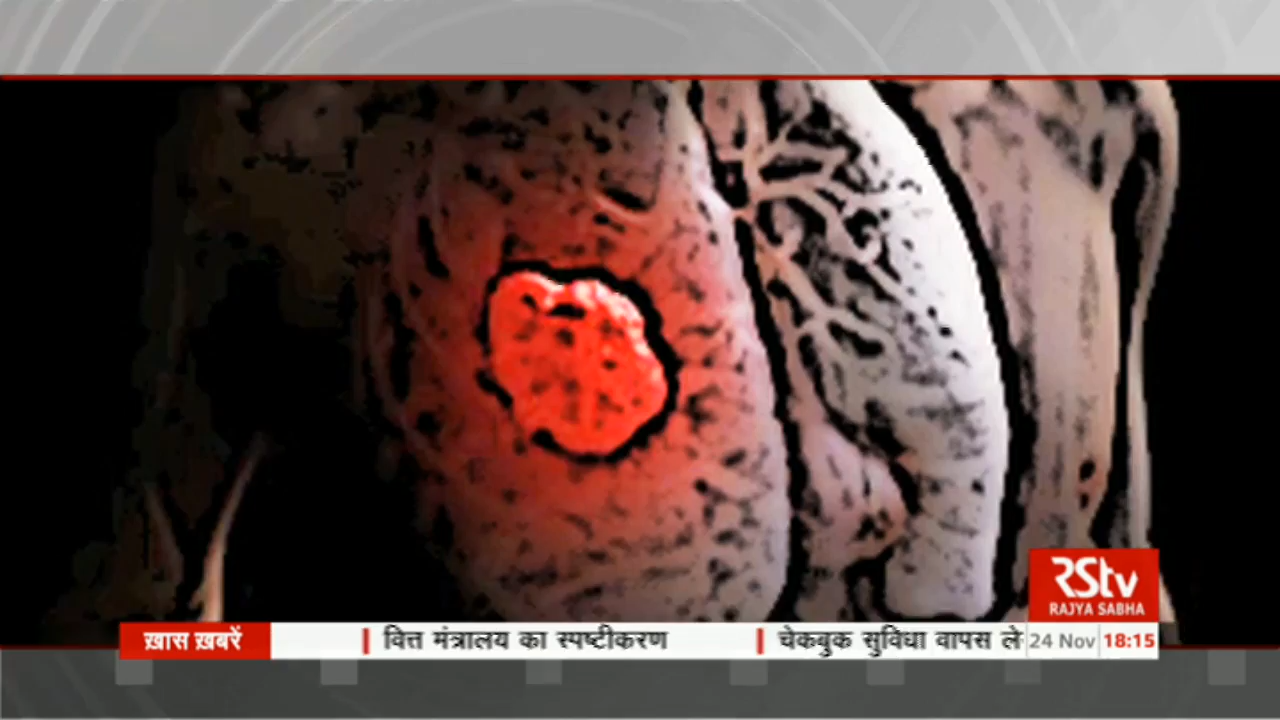 RStv
RAJYA SABHA
ख़ास ख़बरें
वित्त मंत्रालय का स्पष्टीकरण
चेकबुक सुविधा वापस ले
24 Nov
18:15